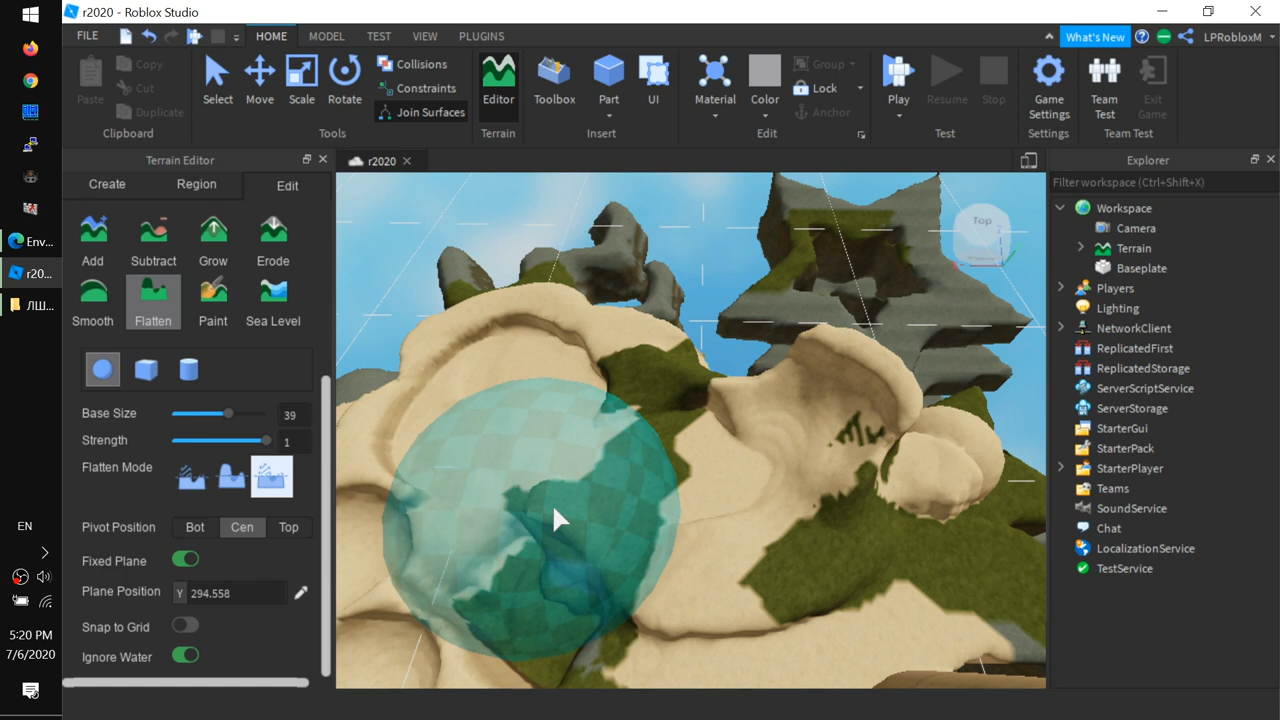 r2020 - Roblox Studio
FILE HOME MODEL TEST VIEW PLUGINS What's New LPRobloxM
Paste Copy Cut Duplicate Select Move Scale Rotate Collisions Constraints Join Surfaces Editor Toolbox Part UI Material Color Group Lock Anchor Play Resume Stop Game Settings Team Test Exit Game
Clipboard Tools Terrain Insert Edit Test Settings Team Test
Terrain Editor
Create Region Edit
Add Subtract Grow Erode
Smooth Flatten Paint Sea Level
Base Size 39
Strength 1
Flatten Mode
Pivot Position Bot Cen Top
Fixed Plane
Plane Position Y 294.558
Snap to Grid
Ignore Water
r2020
Top
Z
Explorer
Filter workspace (Ctrl+Shift+X)
Workspace
Camera
Terrain
Baseplate
Players
Lighting
NetworkClient
ReplicatedFirst
ReplicatedStorage
ServerScriptService
ServerStorage
StarterGui
StarterPack
StarterPlayer
Teams
SoundService
Chat
LocalizationService
TestService
Env...
r20...
ЛШ...
EN
5:20 PM
7/6/2020